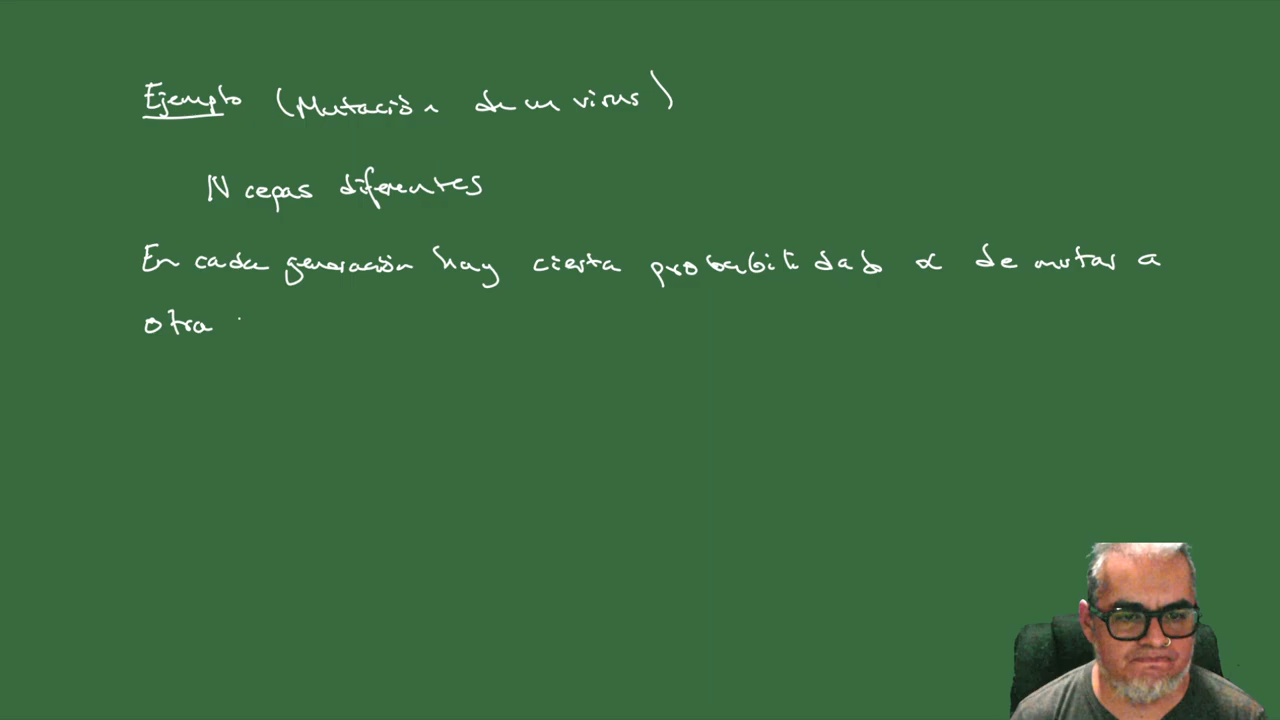 Ejemplo (Mutación de un virus)
N cepas diferentes
En cada generación hay cierta probabilidad α de mutar a
otra